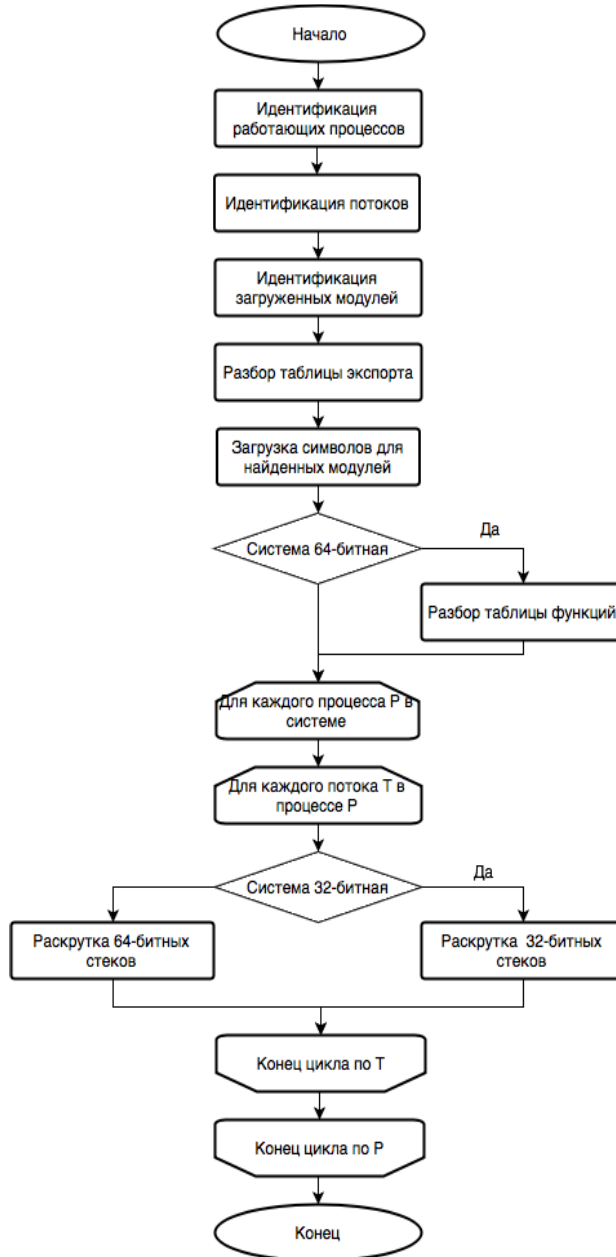 Начало
Идентификация
работающих процессов
Идентификация потоков
Идентификация
загруженных модулей
Разбор таблицы экспорта
Загрузка символов для
найденных модулей
Система 64-битная
Да
Разбор таблицы функций
Для каждого процесса P в
системе
Для каждого потока T в
процессе P
Система 32-битная
Да
Раскрутка 64-битных
стеков
Раскрутка 32-битных
стеков
Конец цикла по T
Конец цикла по P
Конец